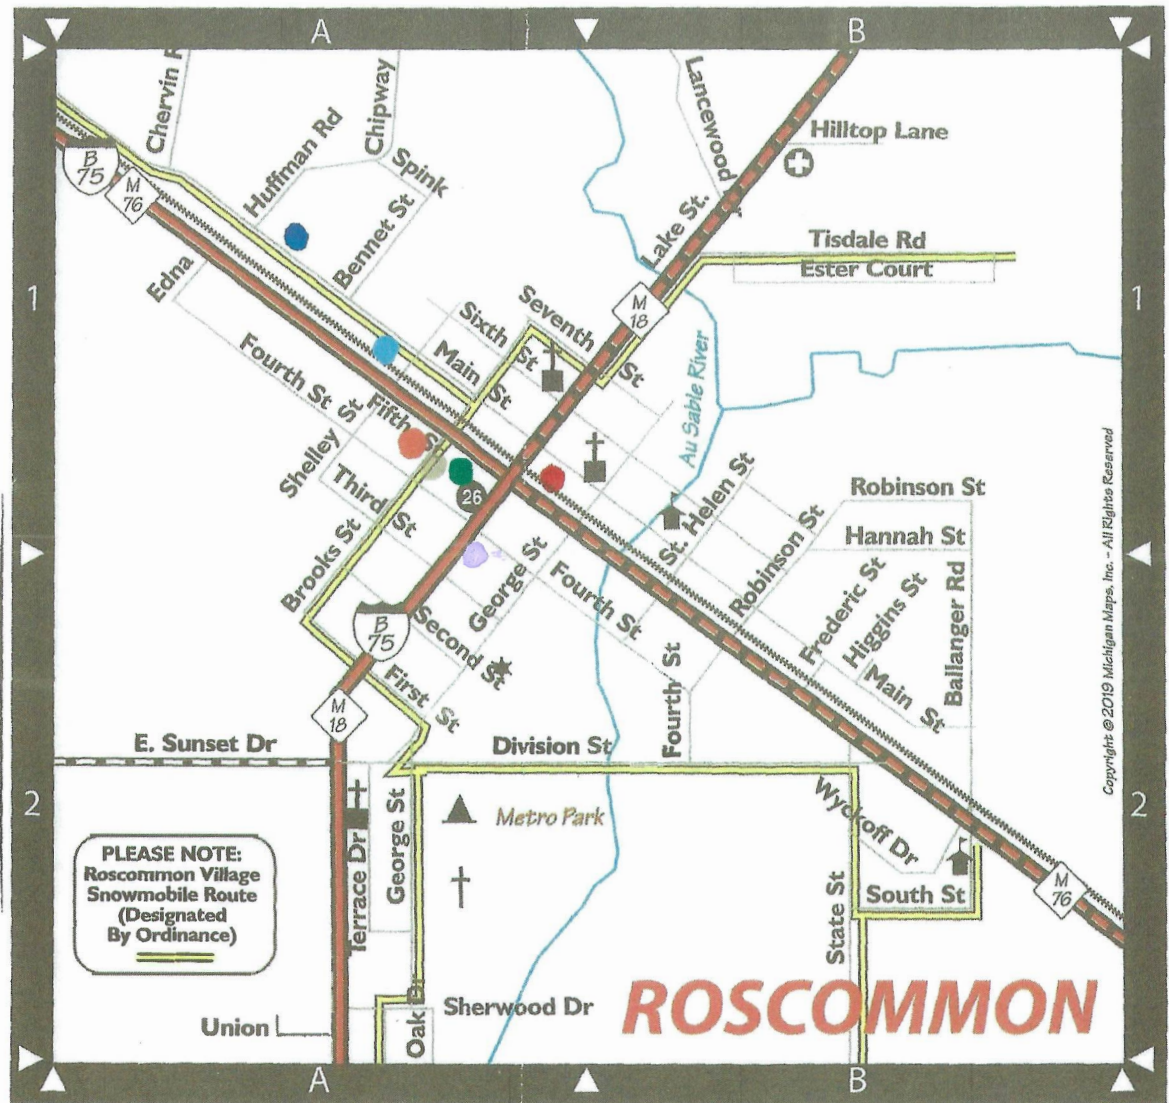 A
B
Chervin R
Chipway
Lancewood
Hilltop Lane
Huffman Rd
Spink
B
75
M
76
Bennet St
Lake St.
Tisdale Rd
Ester Court
Edna
1
1
Seventh St
Sixth St
M
18
Main St
Fourth St
Fifth S
Au Sable River
Shelley St
Third St
26
St. Helen St
Robinson St
Hannah St
Robinson St
Brooks St
George St
Fourth St
Frederic St
Higgins St
Ballanger Rd
B
75
Second St
First St
Fourth St
Main St
M
18
E. Sunset Dr
Division St
Metro Park
Wyckoff Dr
2
2
PLEASE NOTE:
Roscommon Village
Snowmobile Route
(Designated
By Ordinance)
Terrace Dr
George St
State St
South St
M
76
Union
Oak
Sherwood Dr
ROSCOMMON
Copyright © 2019 Michigan Maps, Inc. - All Rights Reserved
A
B